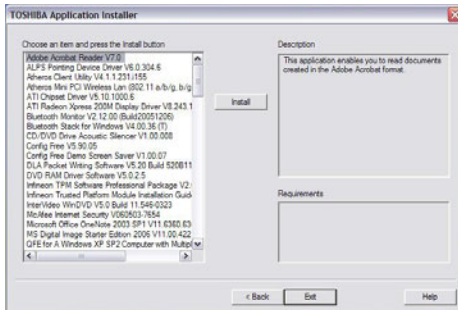 TOSHIBA Application Installer
Choose an item and press the Install button
Adobe Acrobat Reader V7.0
ALPS Pointing Device Driver V6.0.304.6
Atheros Client Utility V4.1.1.231/155
Atheros Mini PCI Wireless Lan (802.11 a/b/g, b/g
ATI Chipset Driver V5.10.1000.6
ATI Radeon Xpress 200M Display Driver V8.243.1
Bluetooth Monitor V2.12.00 (Build20051206)
Bluetooth Stack for Windows V4.00.36 (T)
CD/DVD Drive Acoustic Silencer V1.00.008
Config Free V5.90.05
Config Free Demo Screen Saver V1.00.07
DLA Packet Writing Software V5.20 Build 520B11
DVD RAM Driver Software V5.0.2.5
Infineon TPM Software Professional Package V2.
Infineon Trusted Platform Module Installation Guide
InterVideo WinDVD V5.0 Build 11.546-0323
McAfee Internet Security V060503-7654
Microsoft Office OneNote 2003 SP1 V11.6360.63
MS Digital Image Starter Edition 2006 V11.00.422
QFE for A Windows XP SP2 Computer with Multipl
Install
Description
This application enables you to read documents
created in the Adobe Acrobat format.
Requirements
< Back
Exit
Help